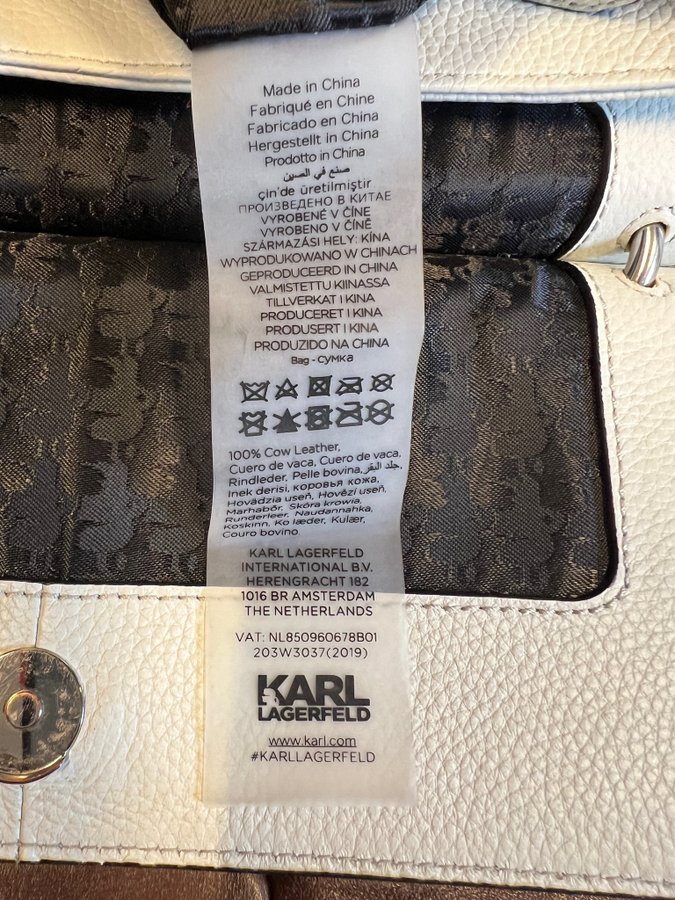 Made in China
Fabriqué en Chine
Fabricado en China
Hergestellt in China
Prodotto in China
صنع في الصين
çin'de üretilmiştir
ПРОИЗВЕДЕНО В КИТАЕ
VYROBENÉ V ČÍNE
VYROBENO V ČÍNĚ
SZÁRMAZÁSI HELY: KÍNA
WYPRODUKOWANO W CHINACH
GEPRODUCEERD IN CHINA
VALMISTETTU KIINASSA
TILLVERKAT I KINA
PRODUCERET I KINA
PRODUSERT I KINA
PRODUZIDO NA CHINA
Bag - СУМКА
100% Cow Leather,
Cuero de vaca, Cuero de vaca,
Rindleder, Pelle bovina, جلد البقر,
Inek derisi, коровья кожа,
Hovädzia useň, Hovězí useň,
Marhabőr, Skóra krowia,
Runderleer, Naudannahka,
Koskinn, Ko læder, Kulær,
Couro bovino
KARL LAGERFELD
INTERNATIONAL B.V.
HERENGRACHT 182
1016 BR AMSTERDAM
THE NETHERLANDS
VAT: NL850960678B01
203W3037(2019)
KARL
LAGERFELD
www.karl.com
#KARLLAGERFELD